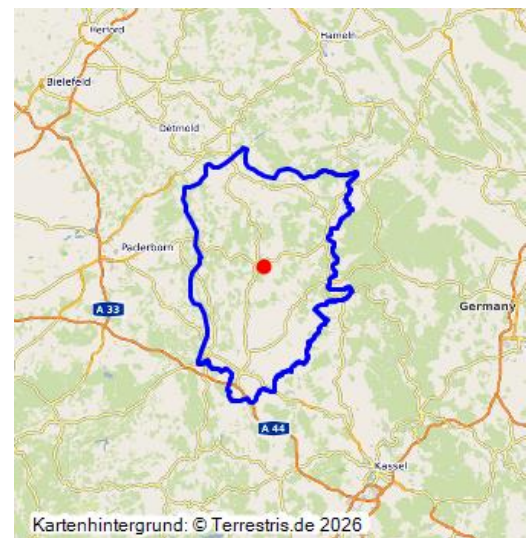 Herford
Hameln
Bielefeld
Detmold
Paderborn
A 33
Germany
A 44
Kassel
Kartenhintergrund: © Terrestris.de 2026